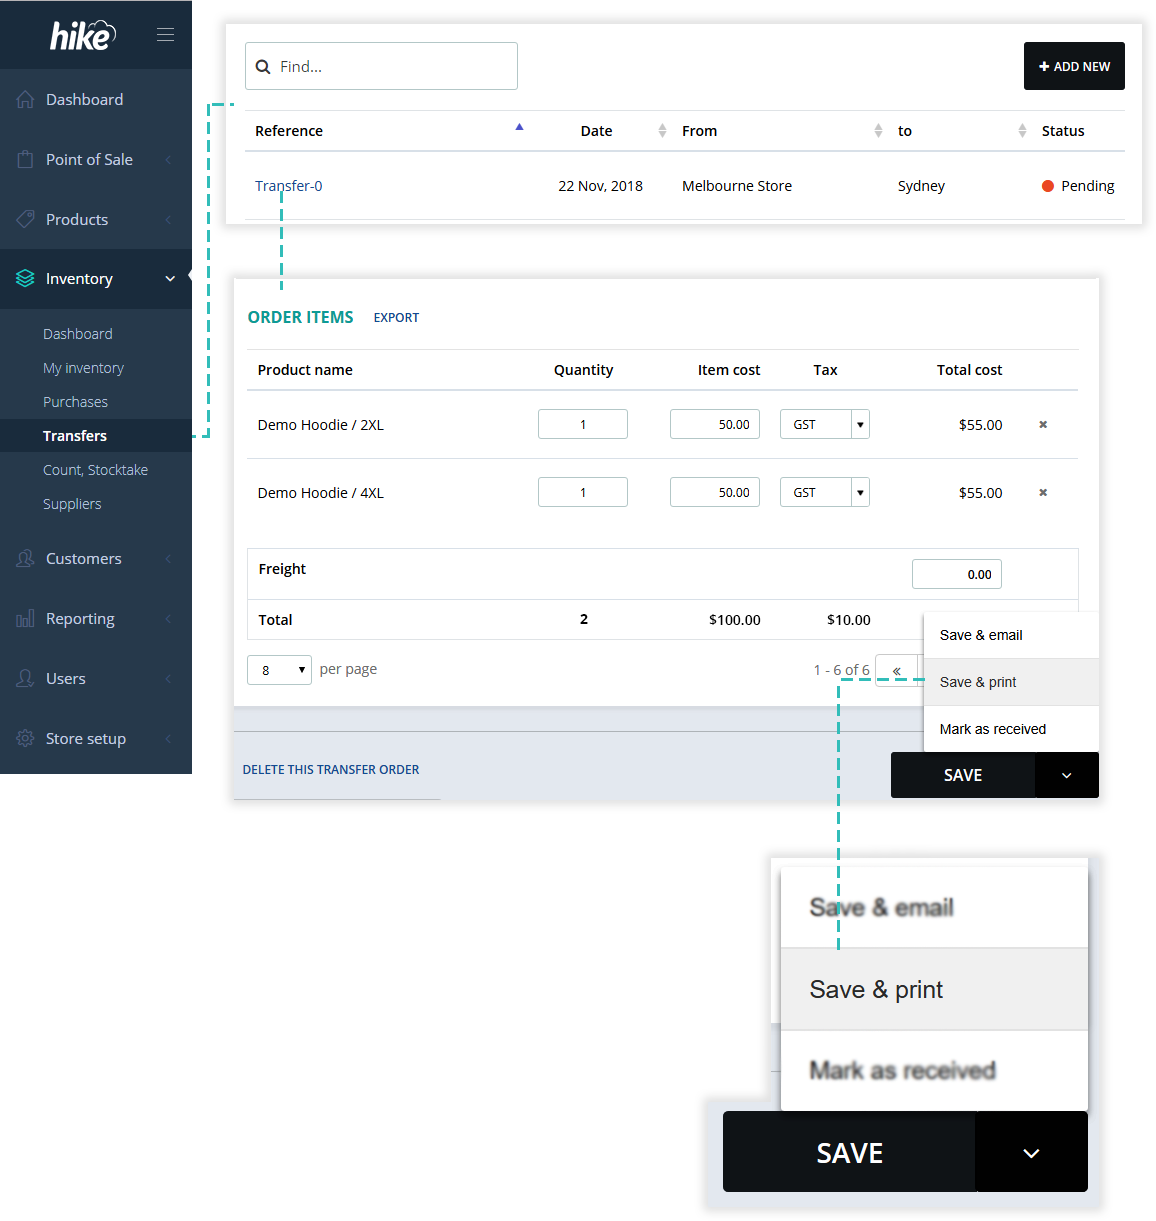 hike
Dashboard
Point of Sale
Products
Inventory
Dashboard
My inventory
Purchases
Transfers
Count, Stocktake
Suppliers
Customers
Reporting
Users
Store setup
Find...
+ ADD NEW
Reference Date From to Status
Transfer-0 22 Nov, 2018 Melbourne Store Sydney Pending
ORDER ITEMS EXPORT
Product name Quantity Item cost Tax Total cost
Demo Hoodie / 2XL 1 50.00 GST $55.00 ×
Demo Hoodie / 4XL 1 50.00 GST $55.00 ×
Freight 0.00
Total 2 $100.00 $10.00
8 per page 1 - 6 of 6 «
Save & email
Save & print
Mark as received
DELETE THIS TRANSFER ORDER SAVE
Save & email
Save & print
Mark as received
SAVE